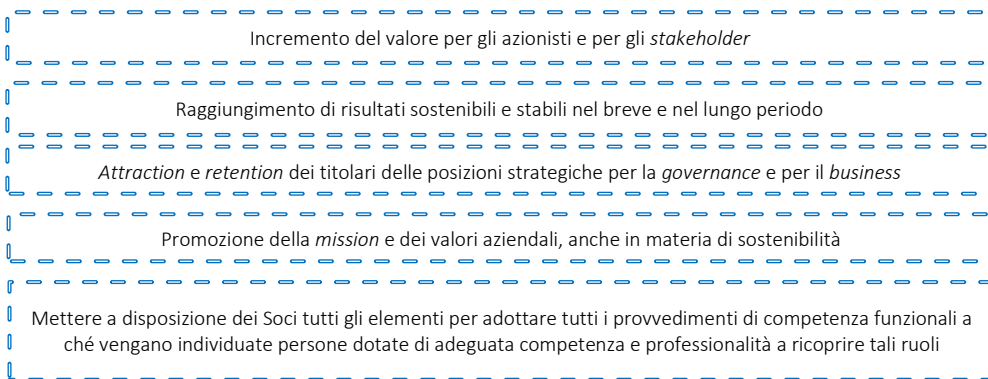 Incremento del valore per gli azionisti e per gli stakeholder
Raggiungimento di risultati sostenibili e stabili nel breve e nel lungo periodo
Attraction e retention dei titolari delle posizioni strategiche per la governance e per il business
Promozione della mission e dei valori aziendali, anche in materia di sostenibilità
Mettere a disposizione dei Soci tutti gli elementi per adottare tutti i provvedimenti di competenza funzionali a
ché vengano individuate persone dotate di adeguata competenza e professionalità a ricoprire tali ruoli